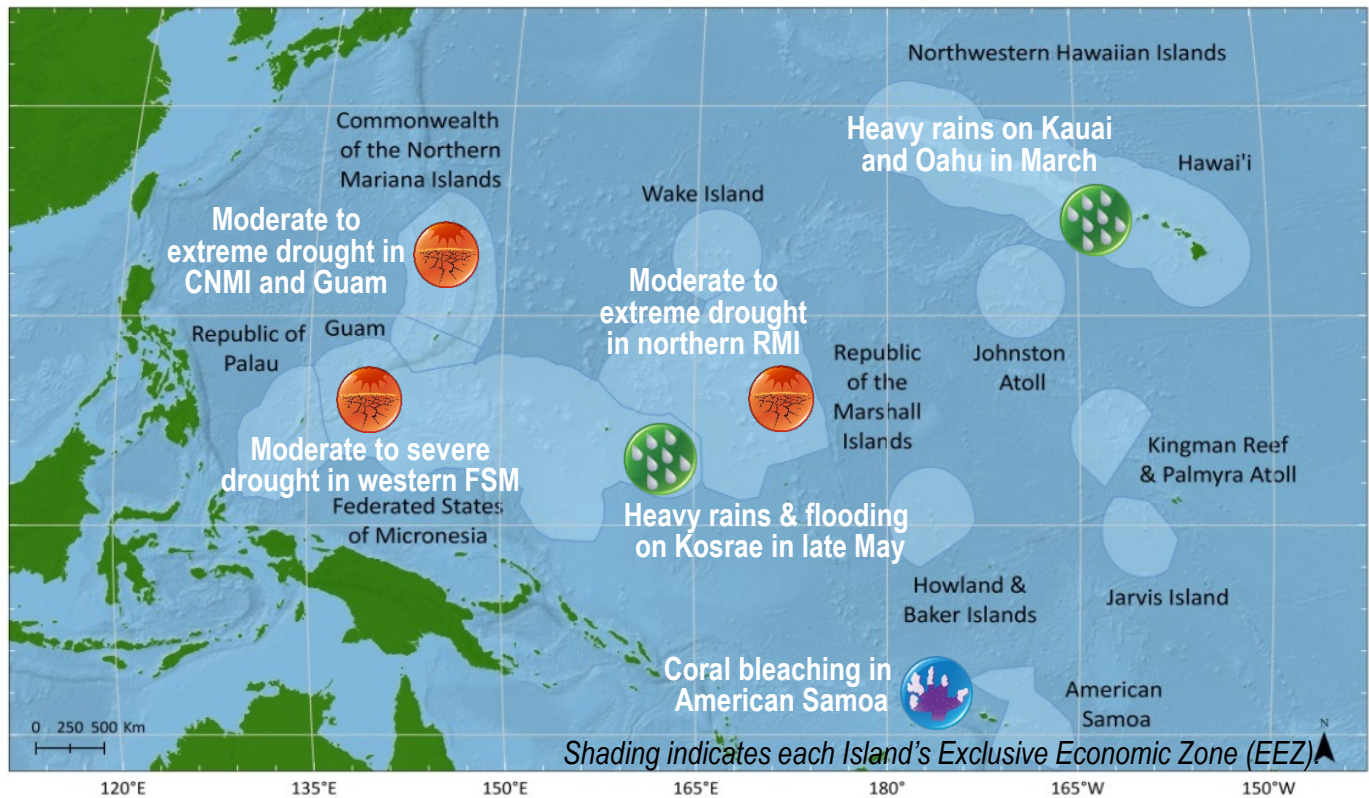 Northwestern Hawaiian Islands
Heavy rains on Kauai
and Oahu in March
Hawai'i
Commonwealth
of the Northern
Mariana Islands
Wake Island
Moderate to
extreme drought in
CNMI and Guam
Moderate to
extreme drought
in northern RMI
Republic of
Palau
Guam
Republic
of the
Marshall
Islands
Johnston
Atoll
Moderate to severe
drought in western FSM
Federated States
of Micronesia
Kingman Reef
& Palmyra Atoll
Heavy rains & flooding
on Kosrae in late May
Howland &
Baker Islands
Jarvis Island
Coral bleaching in
American Samoa
American
Samoa
0 250 500 Km
N
Shading indicates each Island's Exclusive Economic Zone (EEZ).
120°E 135°E 150°E 165°E 180° 165°W 150°W